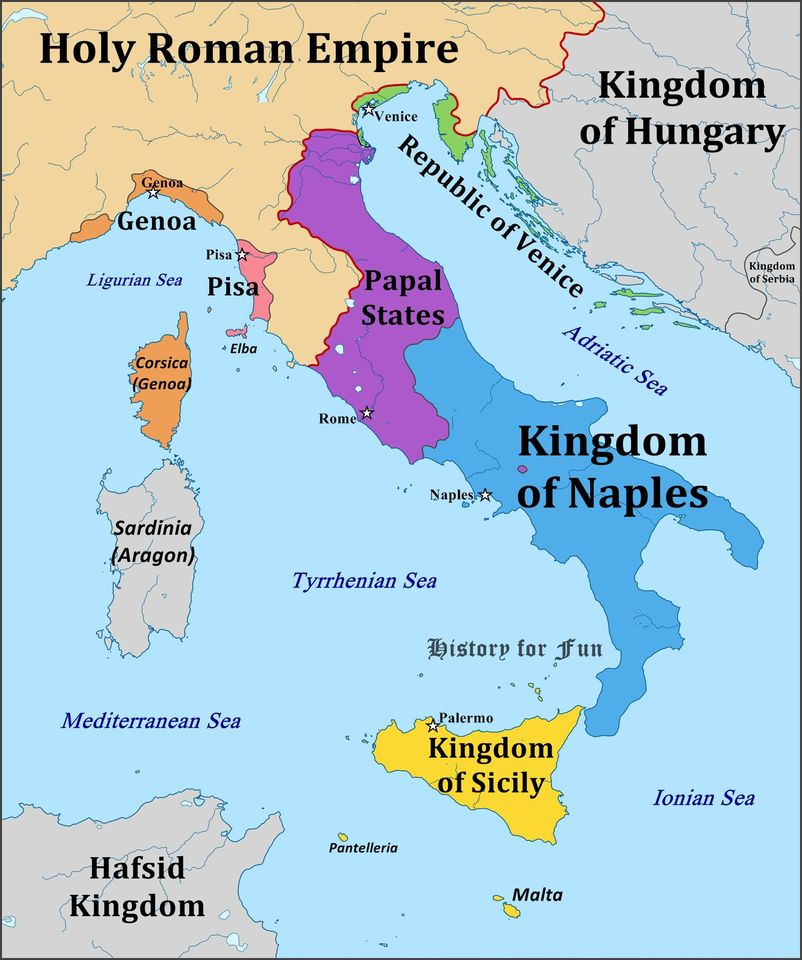 Holy Roman Empire
Kingdom
of Hungary
Venice
Republic of Venice
Genoa
Genoa
Pisa
Pisa
Ligurian Sea
Papal
States
Kingdom
of Serbia
Elba
Adriatic Sea
Corsica
(Genoa)
Rome
Kingdom
of Naples
Naples
Sardinia
(Aragon)
Tyrrhenian Sea
History for Fun
Mediterranean Sea
Palermo
Kingdom
of Sicily
Ionian Sea
Pantelleria
Hafsid
Kingdom
Malta